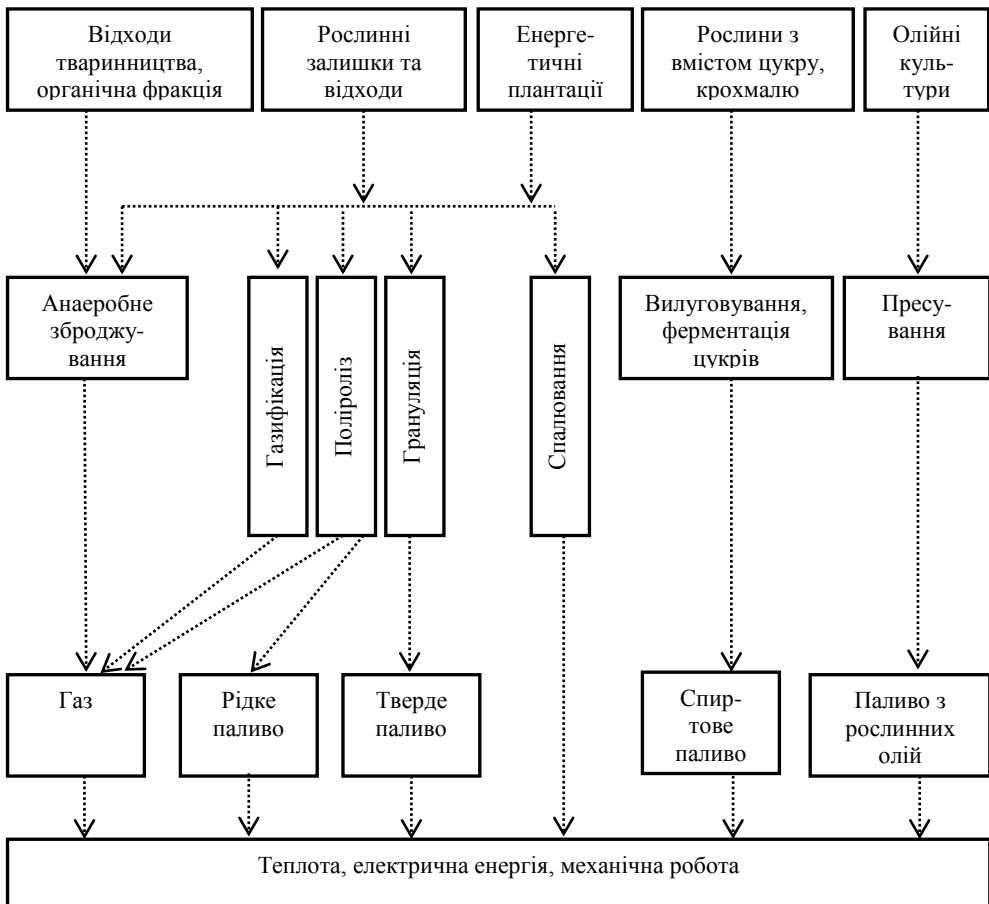 Відходи
тваринництва,
органічна фракція
Рослинні
залишки та
відходи
Енерге-
тичні
плантації
Рослини з
вмістом цукру,
крохмалю
Олійні
куль-
тури
Анаеробне
зброджу-
вання
Газифікація
Поліроліз
Грануляція
Спалювання
Вилуговування,
ферментація
цукрів
Пресу-
вання
Газ
Рідке
паливо
Тверде
паливо
Спир-
тове
паливо
Паливо з
рослинних
олій
Теплота, електрична енергія, механічна робота